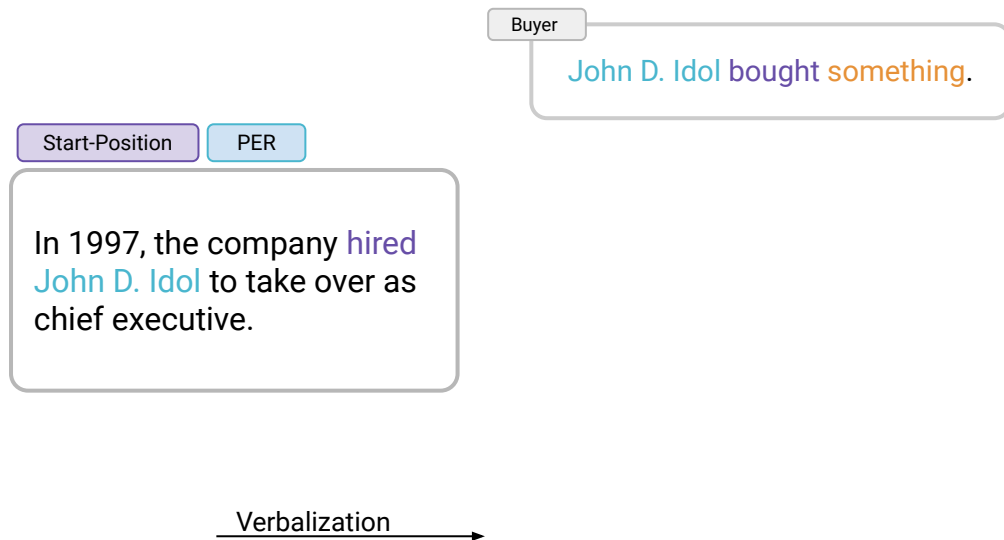 Buyer
John D. Idol bought something.
Start-Position
PER
In 1997, the company hired
John D. Idol to take over as
chief executive.
Verbalization